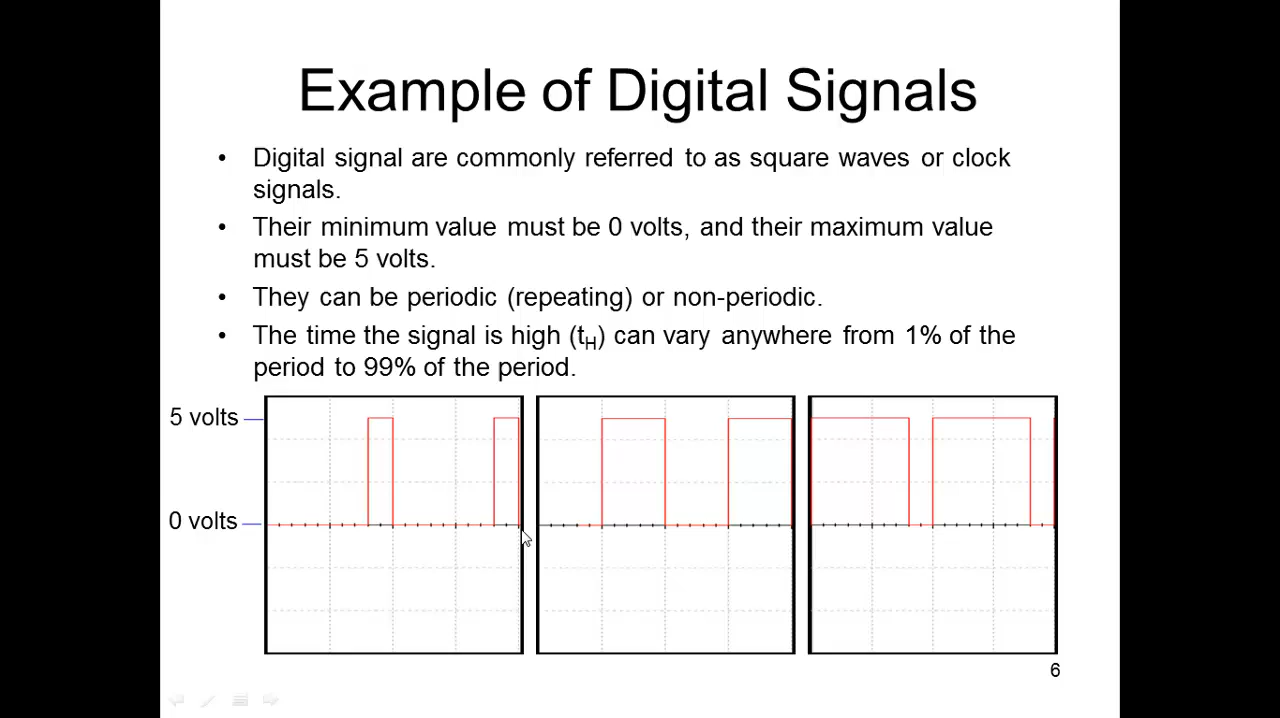 Example of Digital Signals
• Digital signal are commonly referred to as square waves or clock
signals.
• Their minimum value must be 0 volts, and their maximum value
must be 5 volts.
• They can be periodic (repeating) or non-periodic.
• The time the signal is high (tH) can vary anywhere from 1% of the
period to 99% of the period.
5 volts
0 volts
6